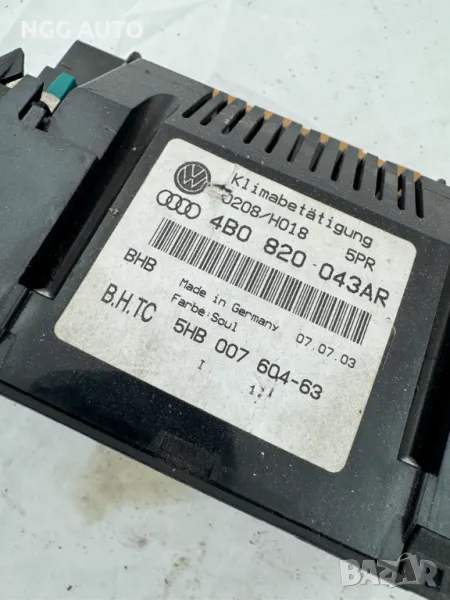 NGG AUTO
Klimabetätigung
0208/H018 5PR
4B0 820 043AR
BHB
Made in Germany 07.07.03
Farbe:Soul
B.H.TC
5HB 007 604-63
I
bazar